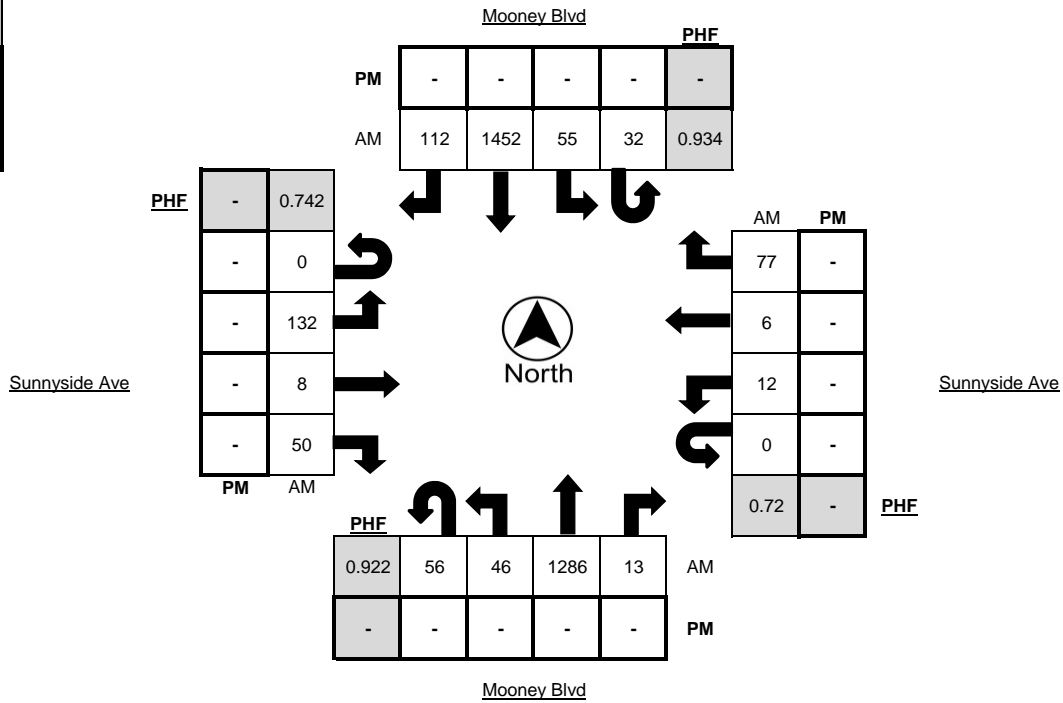 Mooney Blvd
PHF
PM - - - - -
AM 112 1452 55 32 0.934
PHF - 0.742
- 0
- 132
- 8
- 50
PM AM
Sunnyside Ave
North
AM PM
77 -
6 -
12 -
0 -
0.72 - PHF
Sunnyside Ave
PHF
0.922 56 46 1286 13 AM
- - - - - PM
Mooney Blvd